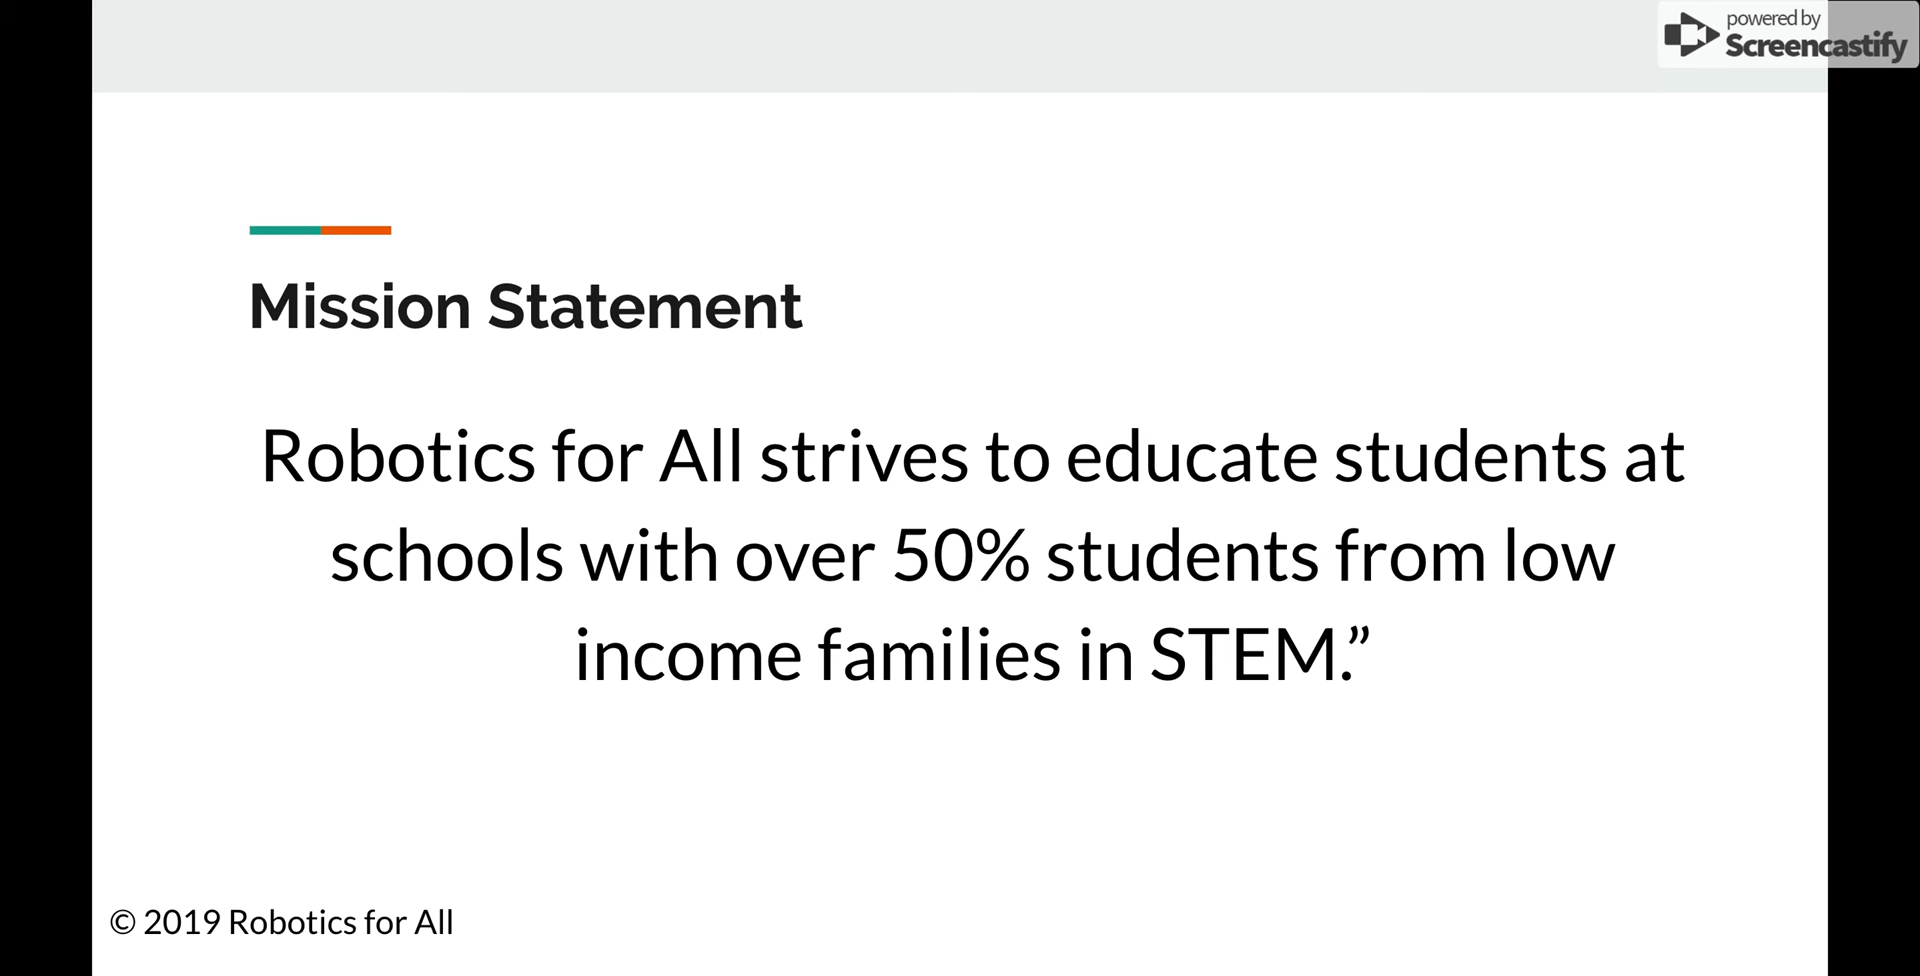 powered by
Screencastify
Mission Statement
Robotics for All strives to educate students at
schools with over 50% students from low
income families in STEM.”
© 2019 Robotics for All